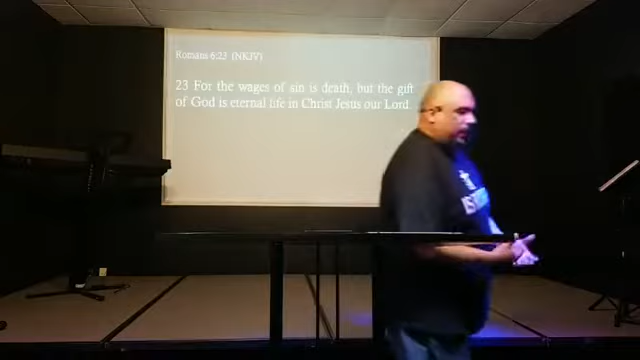 Romans 6:23 (NKJV)
23 For the wages of sin is death, but the gift
of God is eternal life in Christ Jesus our Lord.